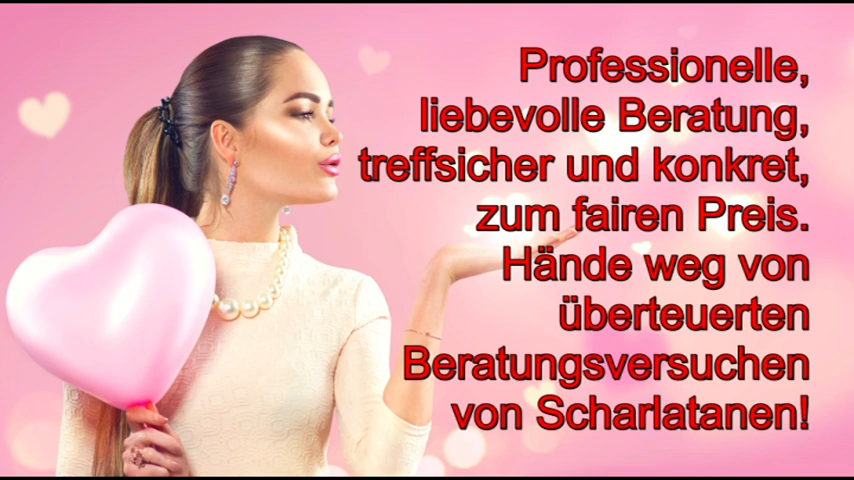 Professionelle,
liebevolle Beratung,
treffsicher und konkret,
zum fairen Preis.
Hände weg von
überteuerten
Beratungsversuchen
von Scharlatanen!